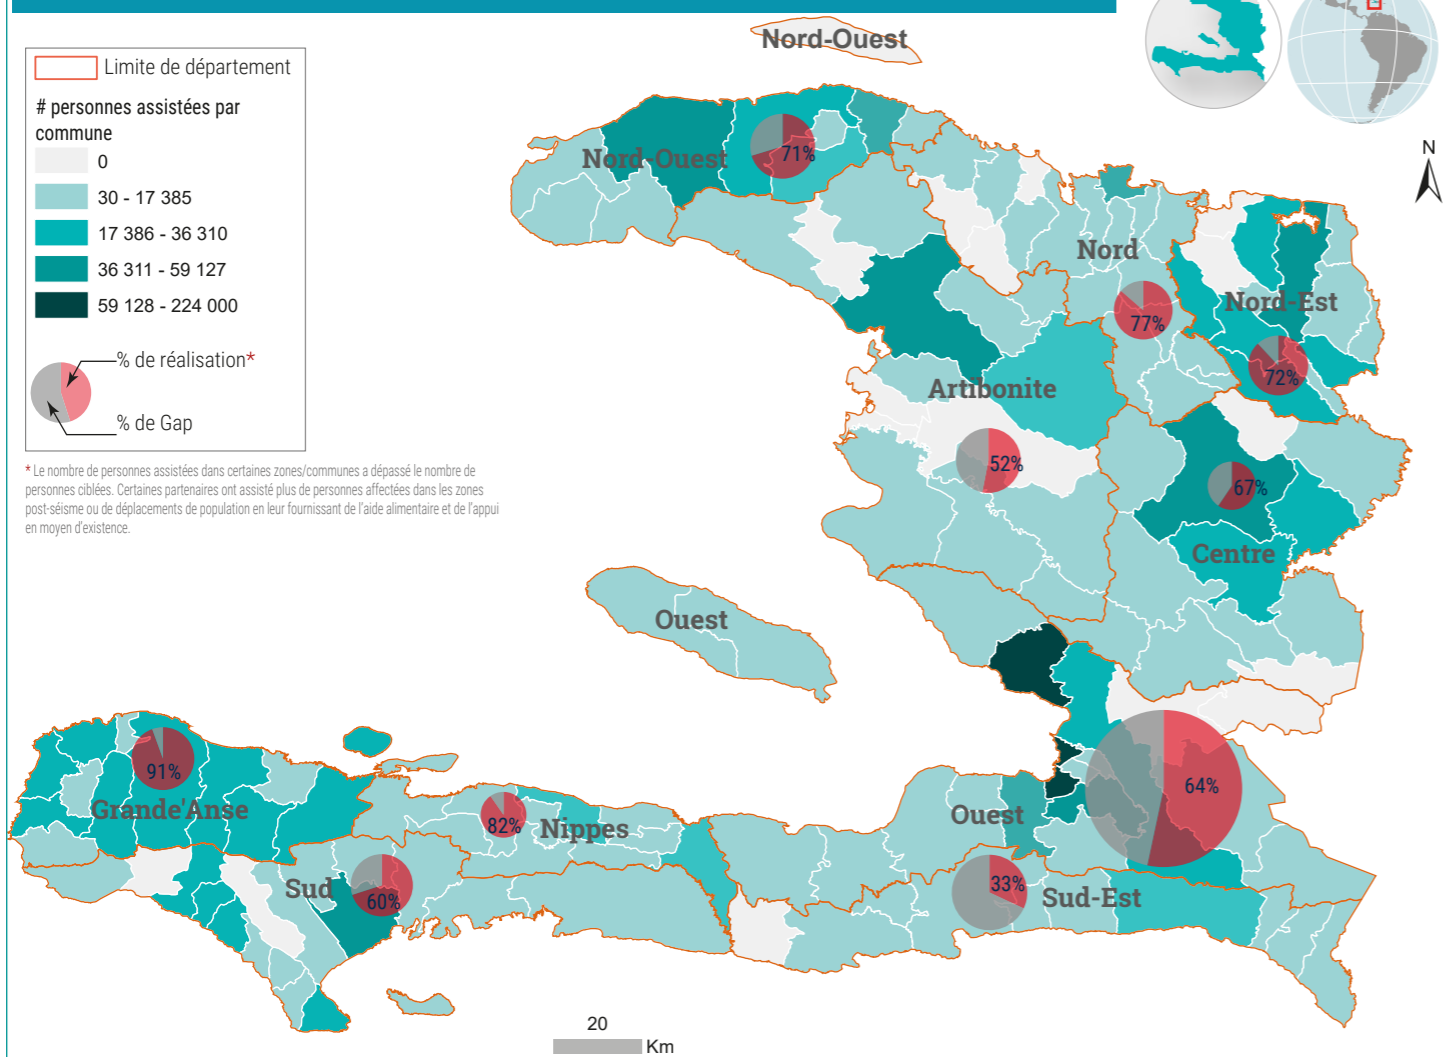 Limite de département
# personnes assistées par
commune
0
30 - 17 385
17 386 - 36 310
36 311 - 59 127
59 128 - 224 000
% de réalisation*
% de Gap
* Le nombre de personnes assistées dans certaines zones/communes a dépassé le nombre de
personnes ciblées. Certaines partenaires ont assisté plus de personnes affectées dans les zones
post-séisme ou de déplacements de population en leur fournissant de l'aide alimentaire et de l'appui
en moyen d'existence.
N
Nord-Ouest
Nord-Ouest
71%
Nord
77%
Nord-Est
72%
Artibonite
52%
67%
Centre
Ouest
64%
91%
Grande'Anse
82%
Nippes
Ouest
Sud
60%
33%
Sud-Est
20
Km